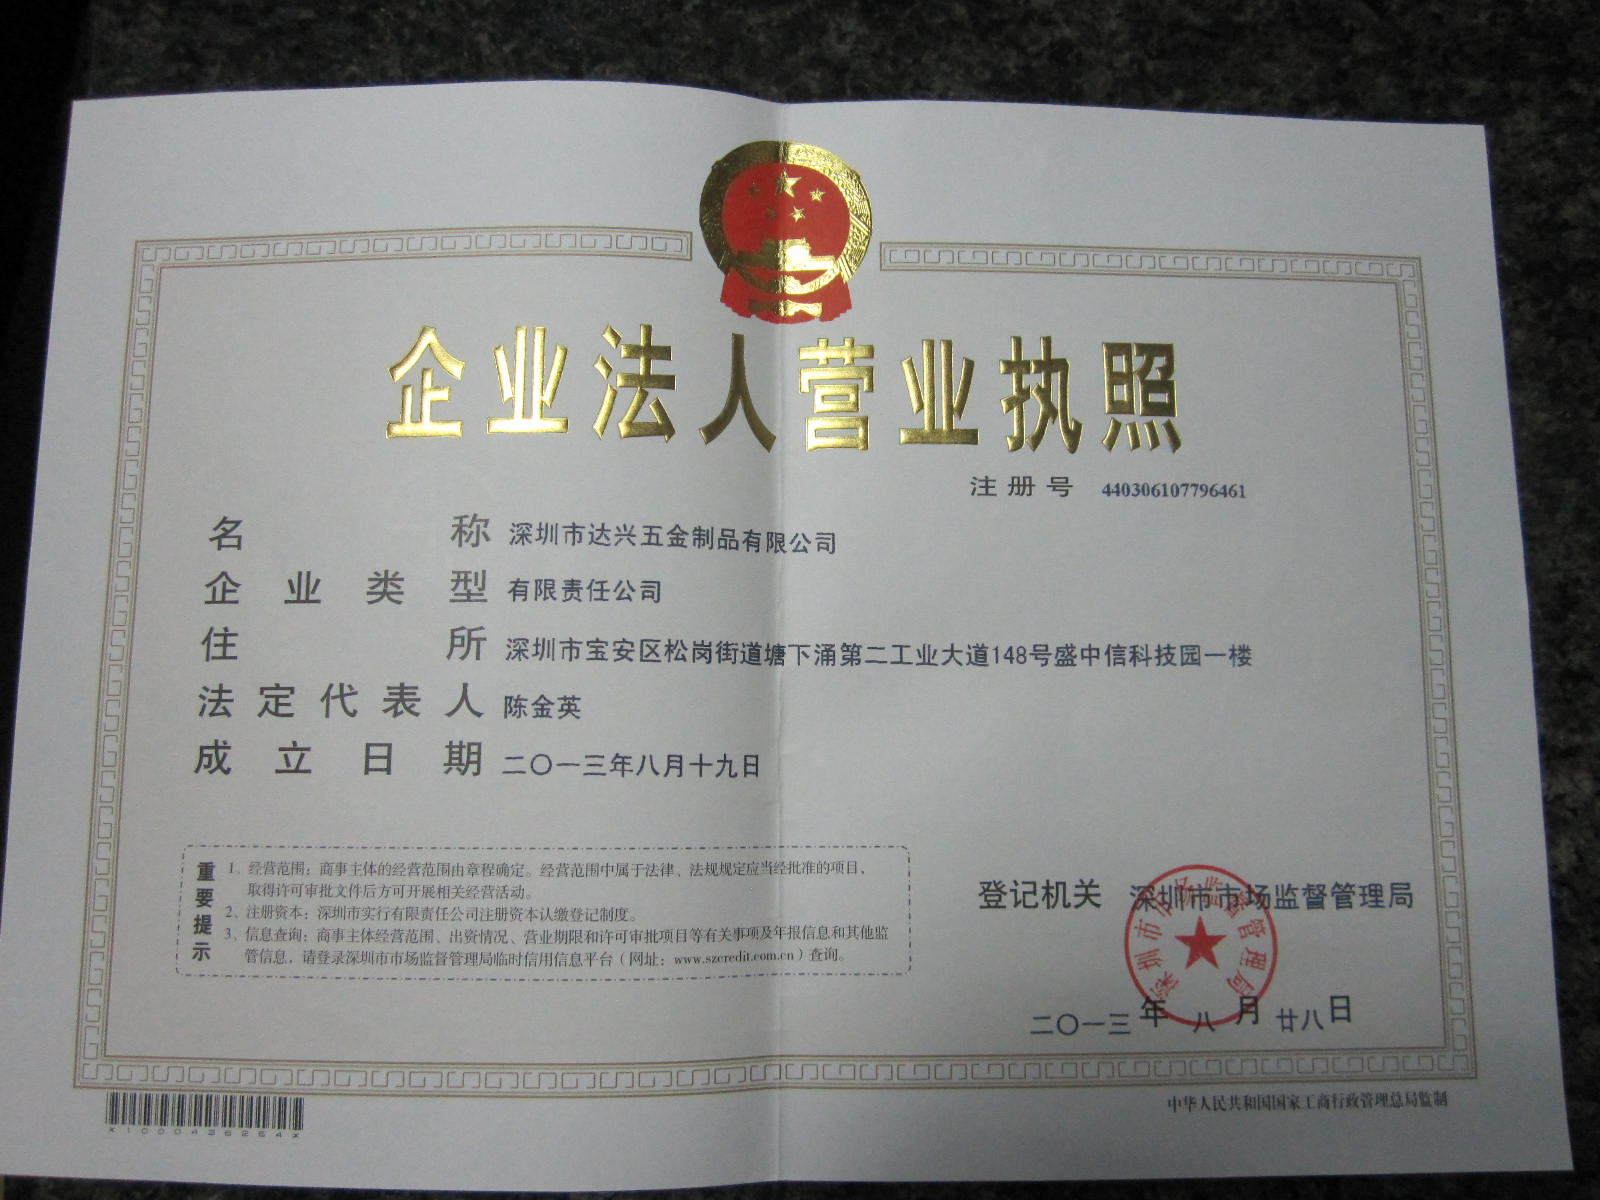 企业法人营业执照
注册号 440306107796461
名称 深圳市达兴五金制品有限公司
企业类型 有限责任公司
住所 深圳市宝安区松岗街道塘下涌第二工业大道148号盛中信科技园一楼
法定代表人 陈金英
成立日期 二〇一三年八月十九日
重要提示
1、经营范围：商事主体的经营范围由章程确定。经营范围中属于法律、法规规定应当经批准的项目，
取得许可审批文件后方可开展相关经营活动。
2、注册资本：深圳市实行有限责任公司注册资本认缴登记制度。
3、信息查询：商事主体经营范围、出资情况、营业期限和许可审批项目等有关事项及年报信息和其他监
管信息，请登录深圳市市场监督管理局临时信用信息平台（网址：www.szcredit.com.cn）查询。
登记机关 深圳市市场监督管理局
深圳市市场监督管理局
二〇一三年八月廿八日
中华人民共和国国家工商行政管理总局监制